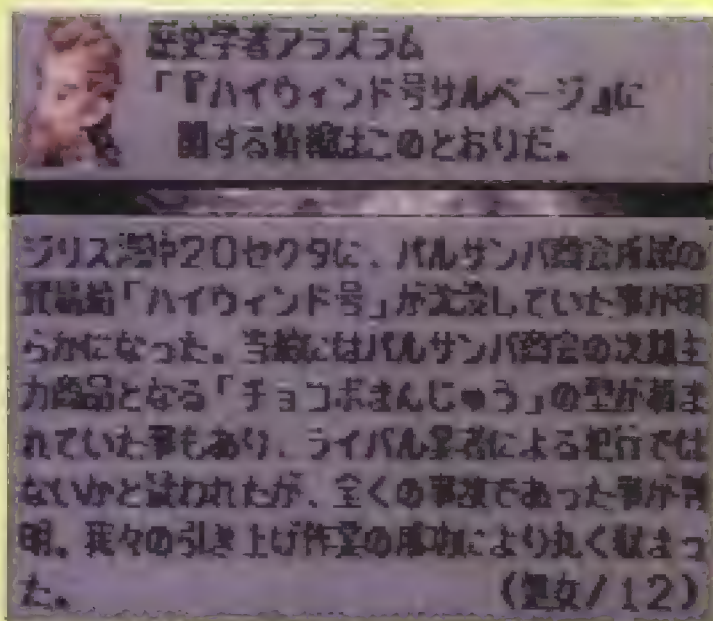 歴史学者アラズラム
「『ハイウィンド号サルベージ』に
関する情報はこのとおりだ。
ジリス湾沖20セクタに、バルサンバ商会所属の
貨物船「ハイウィンド号」が沈没していた事が明
らかになった。当船にはバルサンバ商会の次期主
力商品となる「チョコボまんじゅう」の型が積ま
れていた事もあり、ライバル業者による犯行では
ないかと疑われたが、全くの事故であった事が判
明。我々の引き上げ作業の成功により丸く収まっ
た。 (処女/12)